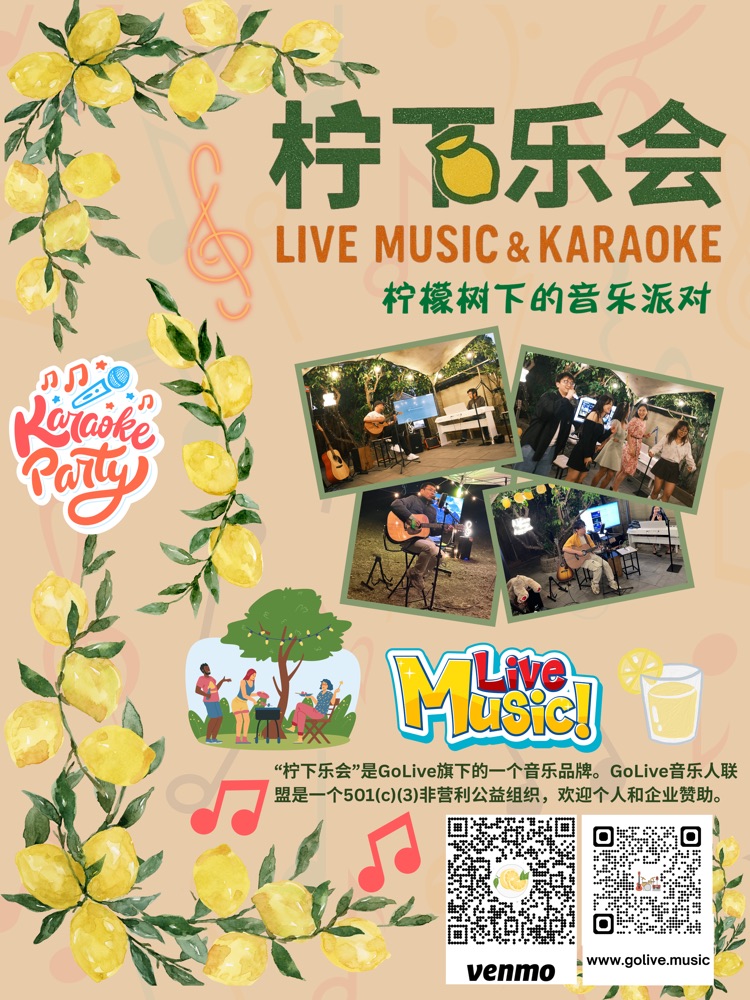 柠下乐会
LIVE MUSIC & KARAOKE
柠檬树下的音乐派对
Karaoke
Party
Live
Music!
“柠下乐会”是GoLive旗下的一个音乐品牌。GoLive音乐人联
盟是一个501(c)(3)非营利公益组织，欢迎个人和企业赞助。
venmo
www.golive.music